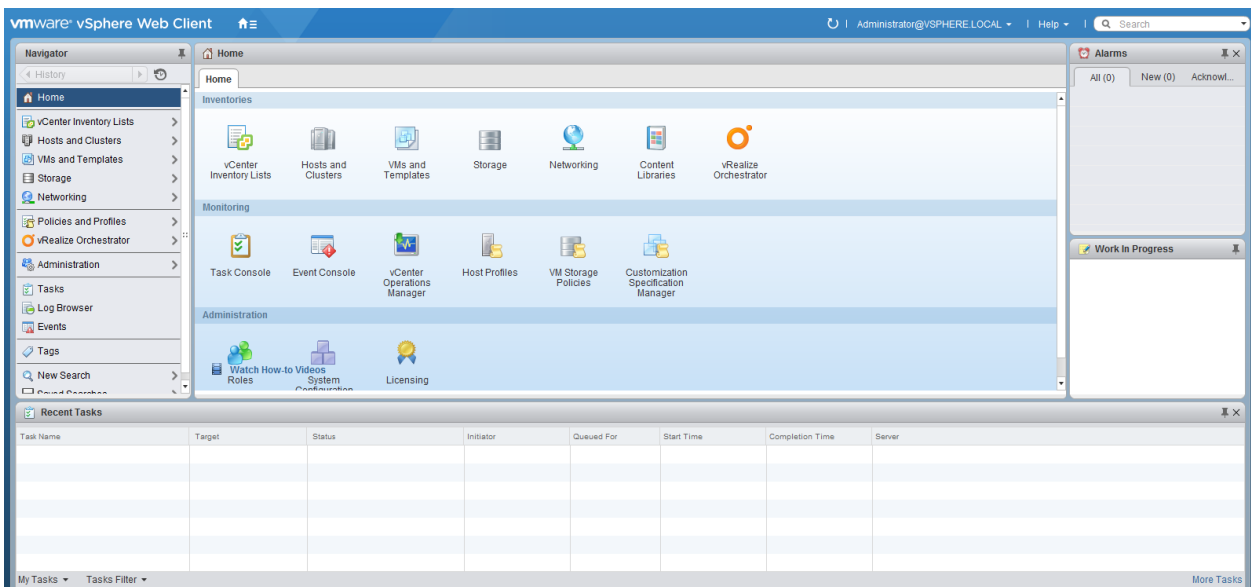 vmware® vSphere Web Client
Administrator@VSPHERE.LOCAL
Help
Search
Navigator
History
Home
vCenter Inventory Lists
Hosts and Clusters
VMs and Templates
Storage
Networking
Policies and Profiles
vRealize Orchestrator
Administration
Tasks
Log Browser
Events
Tags
New Search
Saved Searches
Home
Home
Inventories
vCenter
Inventory Lists
Hosts and
Clusters
VMs and
Templates
Storage
Networking
Content
Libraries
vRealize
Orchestrator
Monitoring
Task Console
Event Console
vCenter
Operations
Manager
Host Profiles
VM Storage
Policies
Customization
Specification
Manager
Administration
Watch How-to Videos
Roles
System
Configuration
Licensing
Alarms
All (0)
New (0)
Acknowl...
Work In Progress
Recent Tasks
Task Name
Target
Status
Initiator
Queued For
Start Time
Completion Time
Server
My Tasks
Tasks Filter
More Tasks